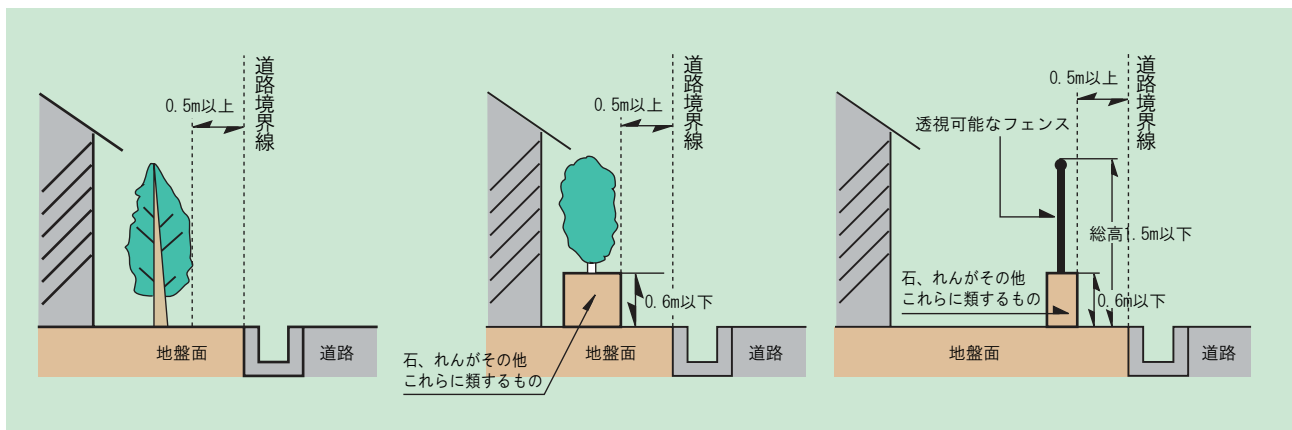 道路境界線
0.5m以上
地盤面
道路
道路境界線
0.5m以上
0.6m以下
地盤面
道路
石、れんがその他
これらに類するもの
道路境界線
0.5m以上
透視可能なフェンス
総高1.5m以下
石、れんがその他
これらに類するもの
0.6m以下
地盤面
道路